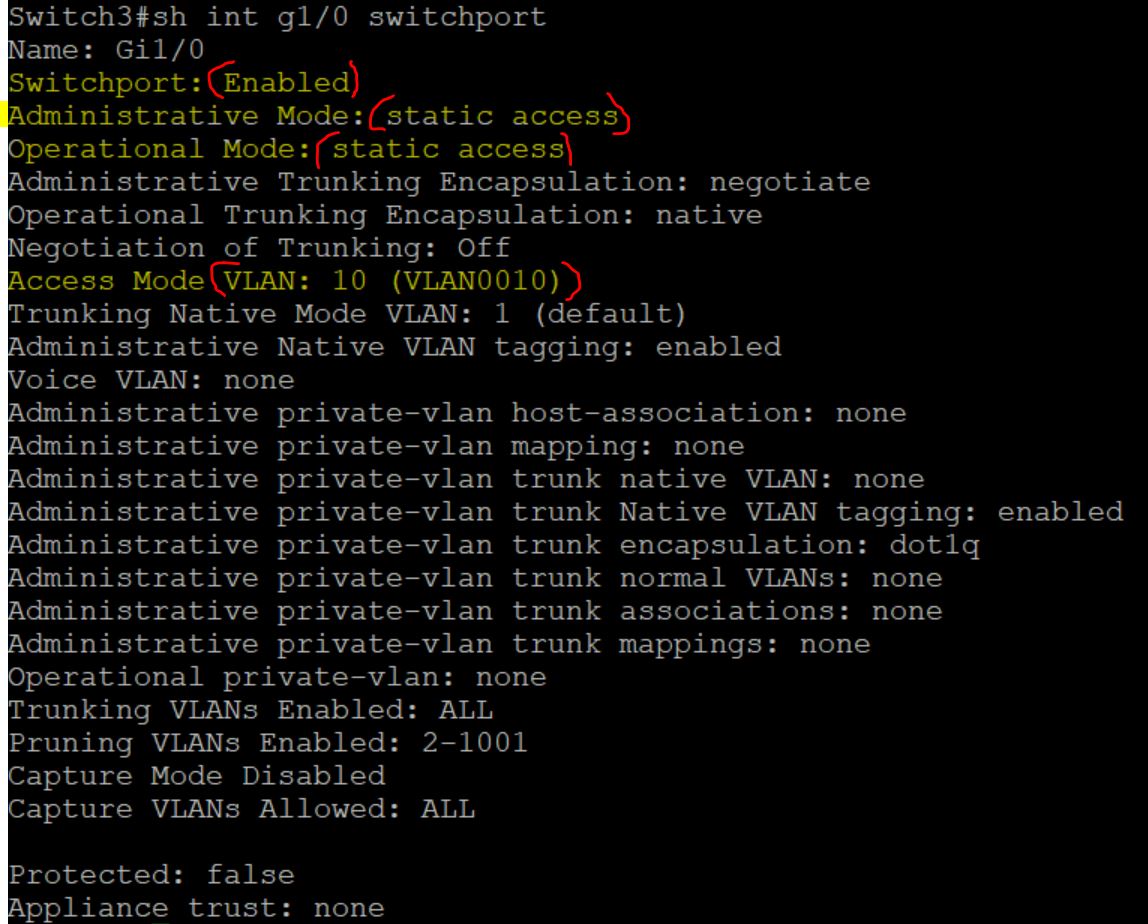 Switch3#sh int g1/0 switchport
Name: Gi1/0
Switchport: Enabled
Administrative Mode: static access
Operational Mode: static access
Administrative Trunking Encapsulation: negotiate
Operational Trunking Encapsulation: native
Negotiation of Trunking: Off
Access Mode VLAN: 10 (VLAN0010)
Trunking Native Mode VLAN: 1 (default)
Administrative Native VLAN tagging: enabled
Voice VLAN: none
Administrative private-vlan host-association: none
Administrative private-vlan mapping: none
Administrative private-vlan trunk native VLAN: none
Administrative private-vlan trunk Native VLAN tagging: enabled
Administrative private-vlan trunk encapsulation: dot1q
Administrative private-vlan trunk normal VLANs: none
Administrative private-vlan trunk associations: none
Administrative private-vlan trunk mappings: none
Operational private-vlan: none
Trunking VLANs Enabled: ALL
Pruning VLANs Enabled: 2-1001
Capture Mode Disabled
Capture VLANs Allowed: ALL
Protected: false
Appliance trust: none